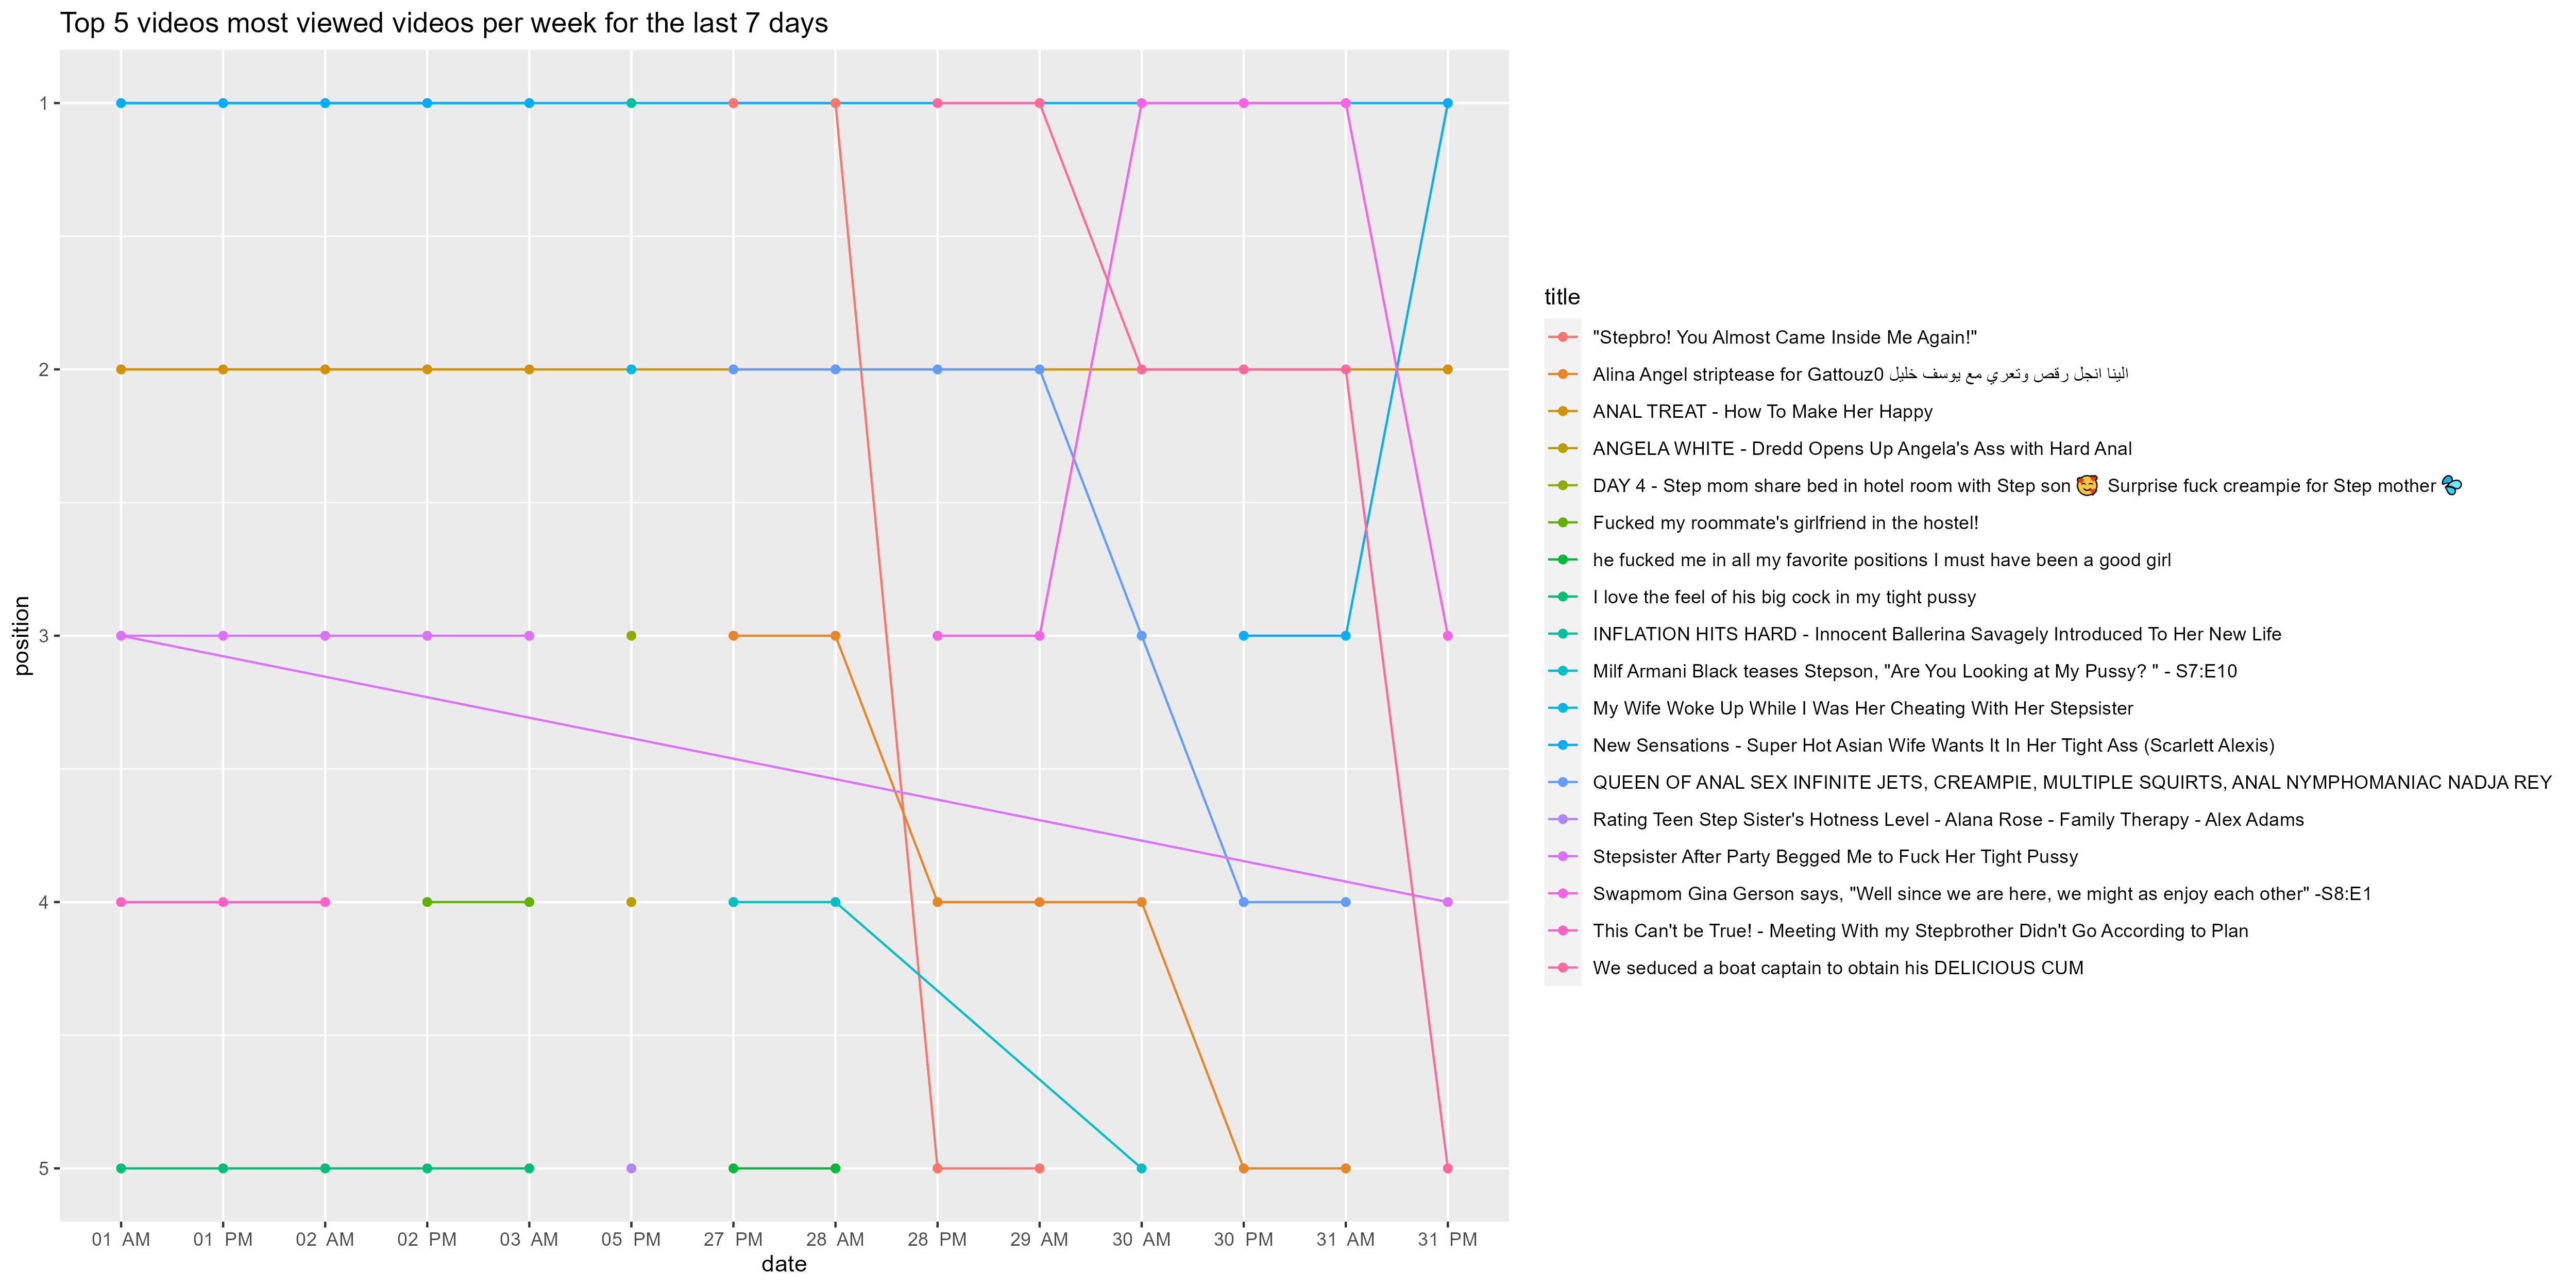 Top 5 videos most viewed videos per week for the last 7 days
position
1
2
3
4
5
01 AM 01 PM 02 AM 02 PM 03 AM 05 PM 27 PM 28 AM 28 PM 29 AM 30 AM 30 PM 31 AM 31 PM
date
title
"Stepbro! You Almost Came Inside Me Again!"
Alina Angel striptease for Gattouz0 الينا انجل رقص وتعري مع يوسف خليل
ANAL TREAT - How To Make Her Happy
ANGELA WHITE - Dredd Opens Up Angela's Ass with Hard Anal
DAY 4 - Step mom share bed in hotel room with Step son 🥰 Surprise fuck creampie for Step mother 💦
Fucked my roommate's girlfriend in the hostel!
he fucked me in all my favorite positions I must have been a good girl
I love the feel of his big cock in my tight pussy
INFLATION HITS HARD - Innocent Ballerina Savagely Introduced To Her New Life
Milf Armani Black teases Stepson, "Are You Looking at My Pussy? " - S7:E10
My Wife Woke Up While I Was Her Cheating With Her Stepsister
New Sensations - Super Hot Asian Wife Wants It In Her Tight Ass (Scarlett Alexis)
QUEEN OF ANAL SEX INFINITE JETS, CREAMPIE, MULTIPLE SQUIRTS, ANAL NYMPHOMANIAC NADJA REY
Rating Teen Step Sister's Hotness Level - Alana Rose - Family Therapy - Alex Adams
Stepsister After Party Begged Me to Fuck Her Tight Pussy
Swapmom Gina Gerson says, "Well since we are here, we might as enjoy each other" -S8:E1
This Can't be True! - Meeting With my Stepbrother Didn't Go According to Plan
We seduced a boat captain to obtain his DELICIOUS CUM